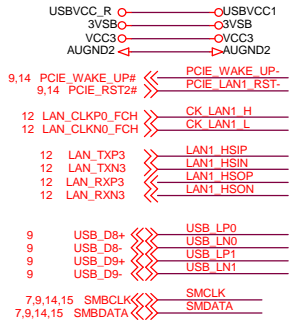 USBVCC_R USBVCC1
3VSB 3VSB
VCC3 VCC3
AUGND2 AUGND2
9,14 PCIE_WAKE_UP# PCIE_WAKE_UP-
9,14 PCIE_RST2# PCIE_LAN1_RST-
12 LAN_CLKP0_FCH CK_LAN1_H
12 LAN_CLKN0_FCH CK_LAN1_L
12 LAN_TXP3 LAN1_HSIP
12 LAN_TXN3 LAN1_HSIN
12 LAN_RXP3 LAN1_HSOP
12 LAN_RXN3 LAN1_HSON
9 USB_D8+ USB_LP0
9 USB_D8- USB_LN0
9 USB_D9+ USB_LP1
9 USB_D9- USB_LN1
7,9,14,15 SMBCLK SMCLK
7,9,14,15 SMBDATA SMDATA